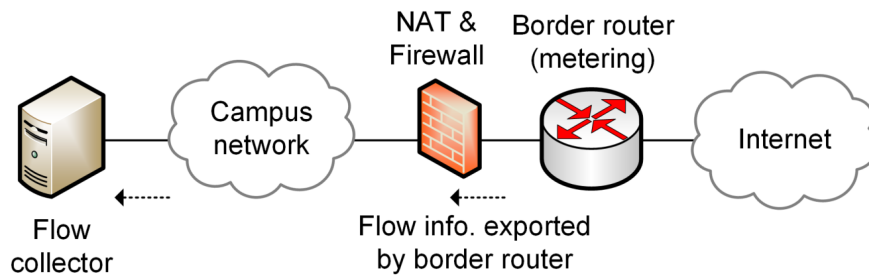 NAT &
Firewall
Border router
(metering)
Campus
network
Internet
Flow
collector
Flow info. exported
by border router